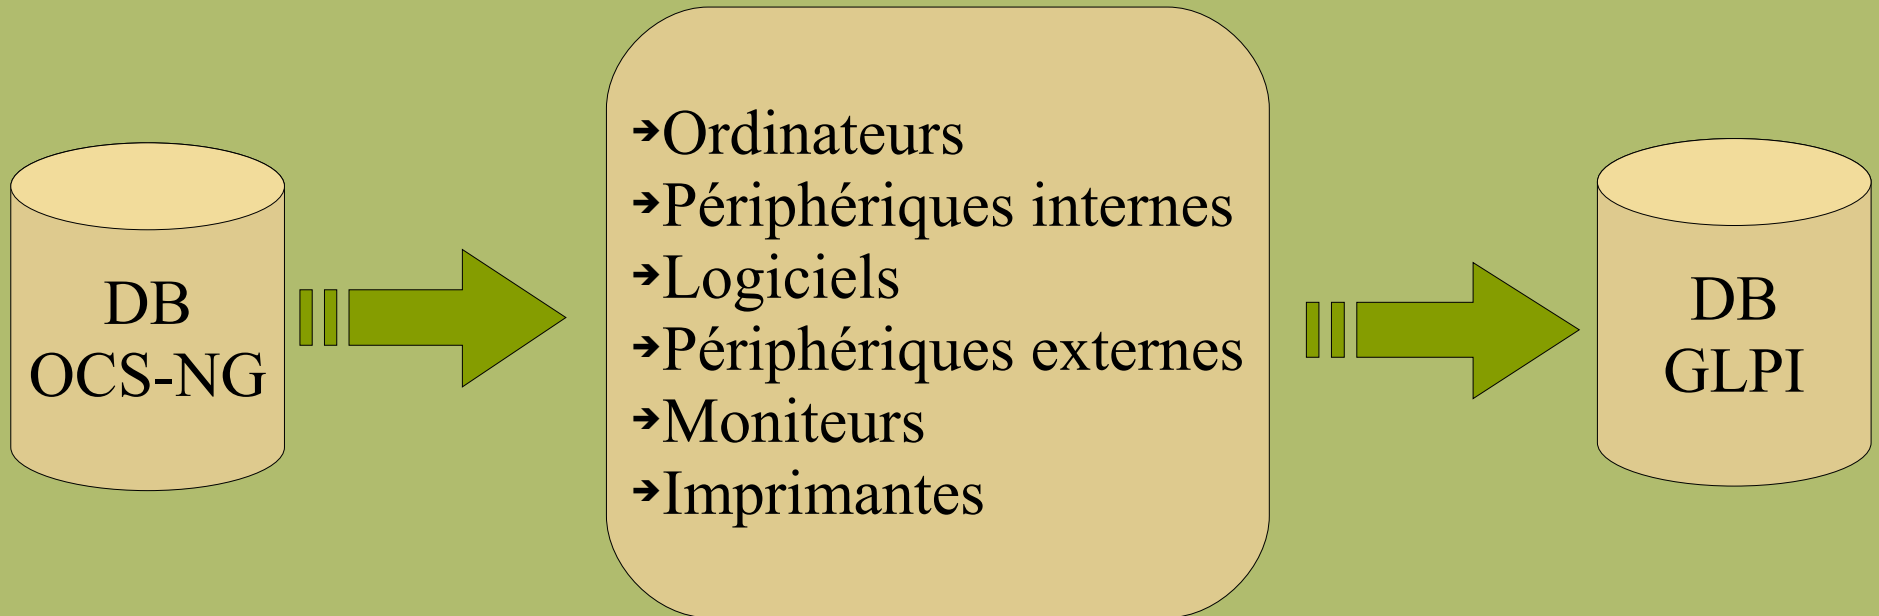 DB
OCS-NG
➔Ordinateurs
➔Périphériques internes
➔Logiciels
➔Périphériques externes
➔Moniteurs
➔Imprimantes
DB
GLPI